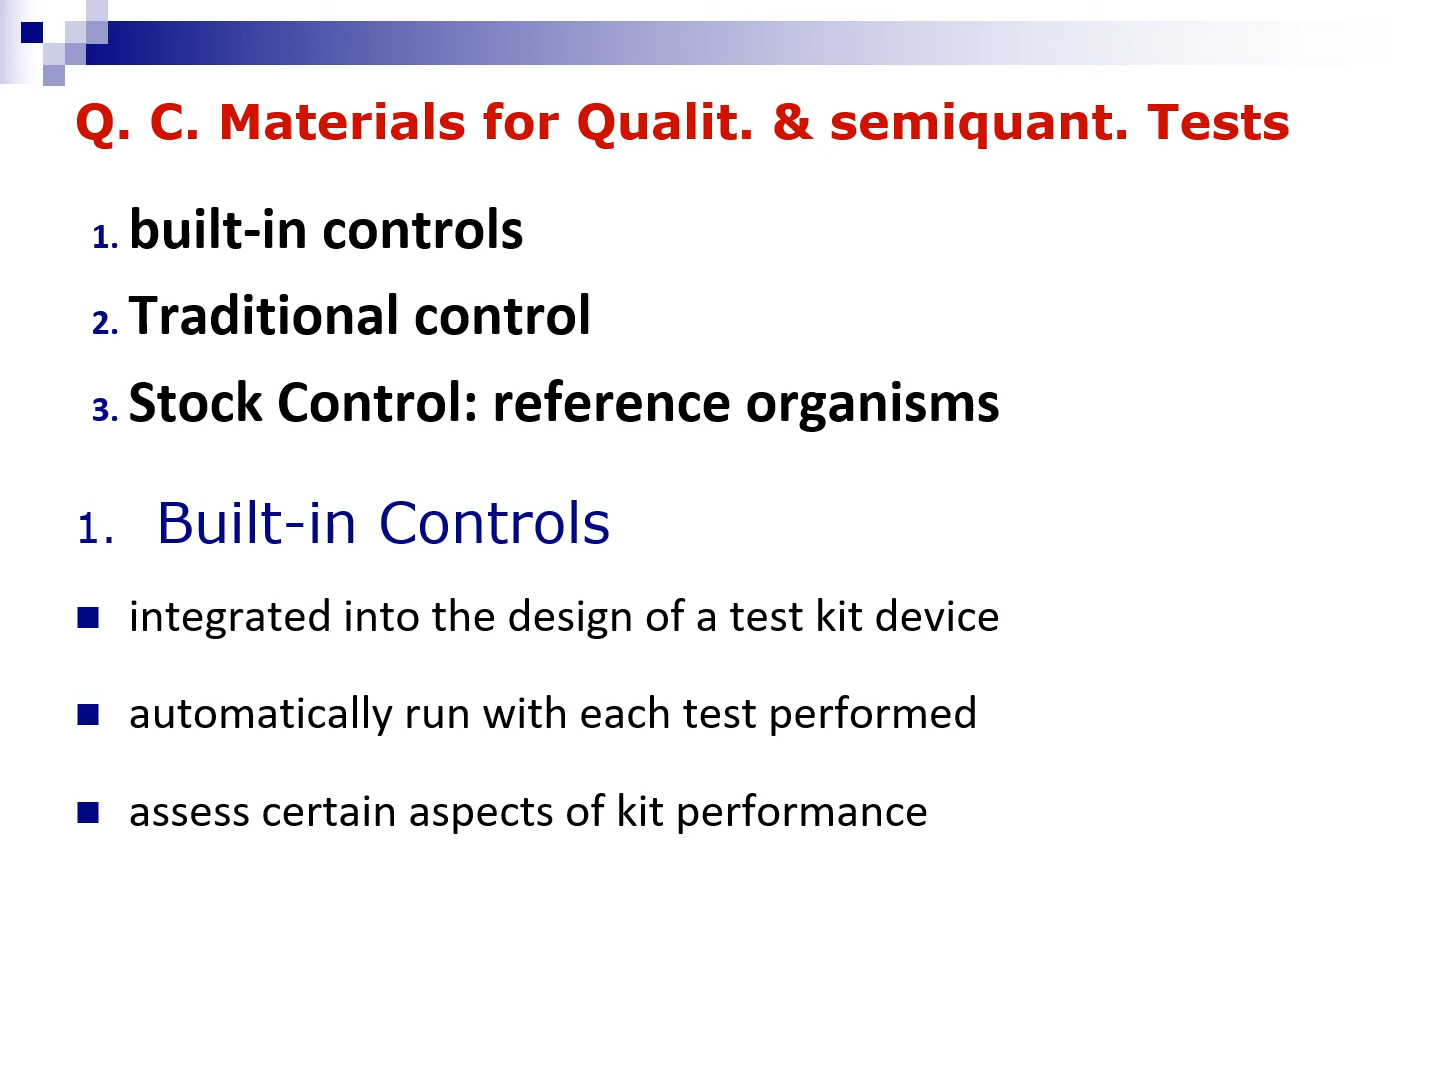 Q. C. Materials for Qualit. & semiquant. Tests
1. built-in controls
2. Traditional control
3. Stock Control: reference organisms
1. Built-in Controls
integrated into the design of a test kit device
automatically run with each test performed
assess certain aspects of kit performance